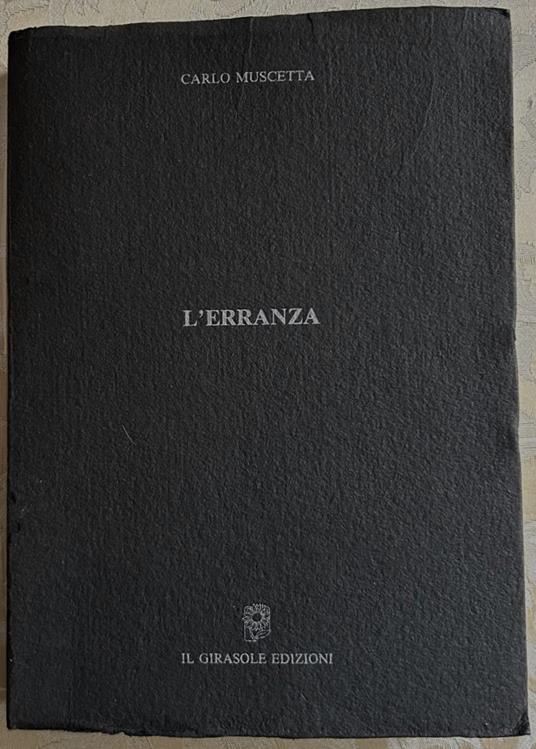 CARLO MUSCETTA
L'ERRANZA
IL GIRASOLE EDIZIONI